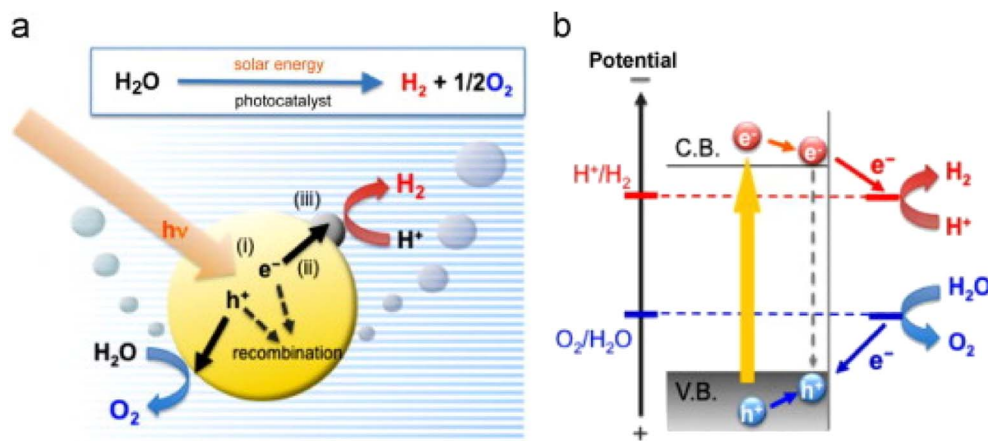 a
H₂O solar energy H₂ + 1/2O₂
photocatalyst
hν
(i)
(ii)
(iii)
e⁻
h⁺
recombination
H₂
H⁺
H₂O
O₂
b
Potential
−
C.B.
e⁻
e⁻
e⁻
H⁺/H₂
H₂
H⁺
O₂/H₂O
H₂O
O₂
e⁻
V.B.
h⁺
h⁺
+